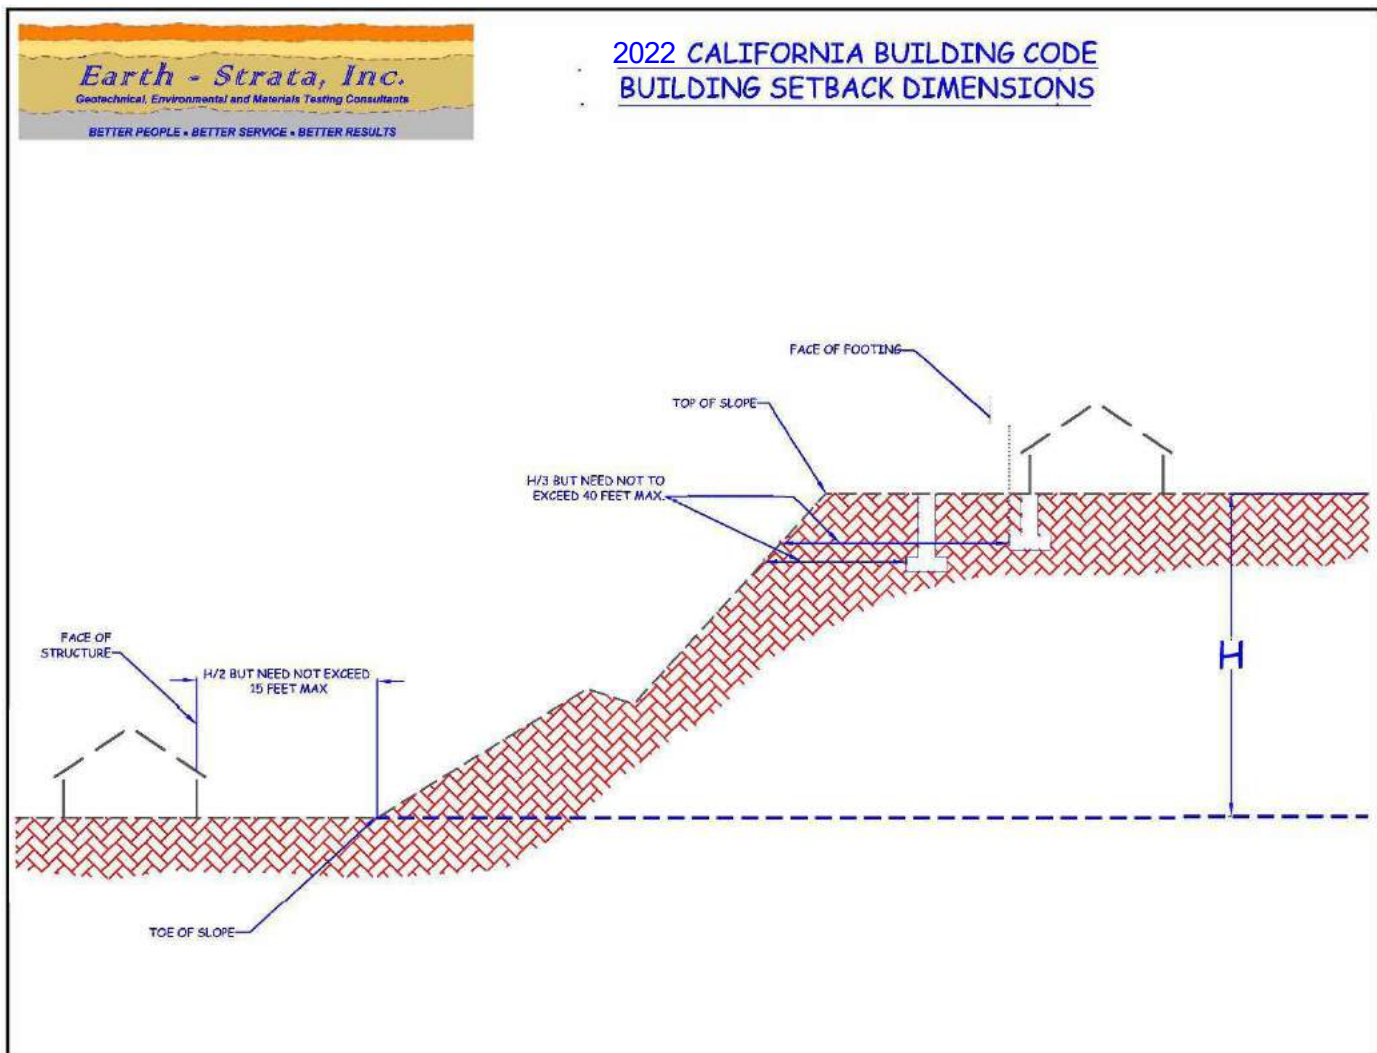 Earth - Strata, Inc.
Geotechnical, Environmental and Materials Testing Consultants
BETTER PEOPLE • BETTER SERVICE • BETTER RESULTS
2022 CALIFORNIA BUILDING CODE
BUILDING SETBACK DIMENSIONS
FACE OF FOOTING
TOP OF SLOPE
H/3 BUT NEED NOT TO
EXCEED 40 FEET MAX.
FACE OF
STRUCTURE
H/2 BUT NEED NOT EXCEED
15 FEET MAX
H
TOE OF SLOPE